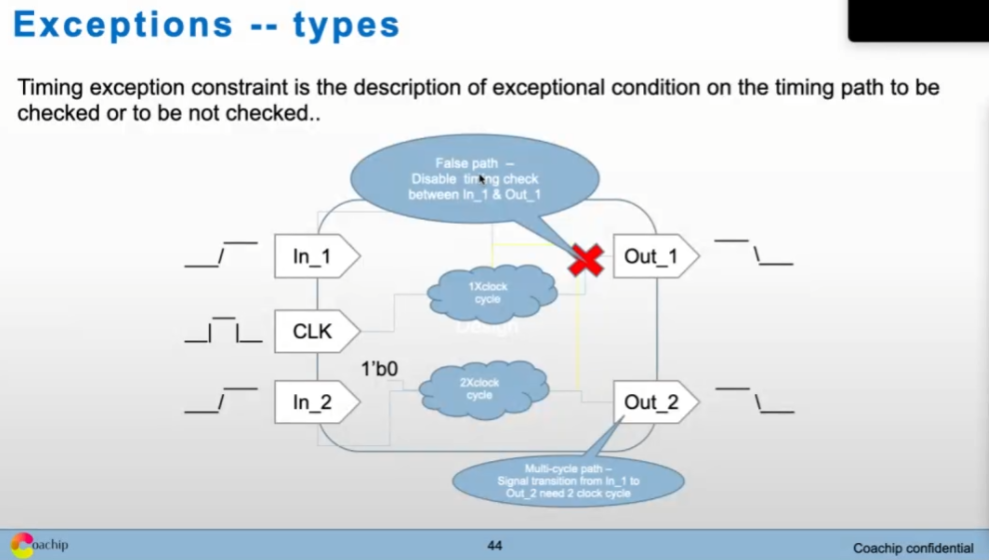 Exceptions -- types
Timing exception constraint is the description of exceptional condition on the timing path to be
checked or to be not checked..
False path –
Disable timing check
between In_1 & Out_1
In_1
Out_1
1Xclock
cycle
Design
CLK
1'b0
2Xclock
cycle
In_2
Out_2
Multi-cycle path –
Signal transition from In_1 to
Out_2 need 2 clock cycle
oachip
44
Coachip confidential